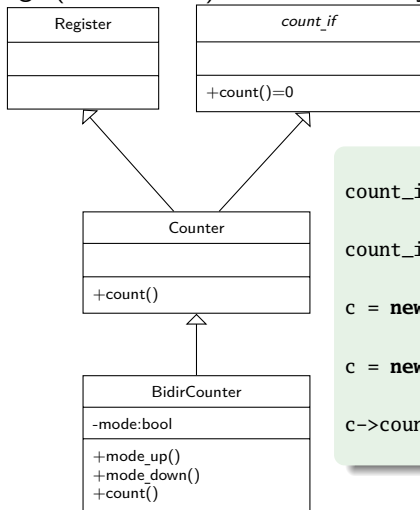 Register
count_if
+count()=0
Counter
+count()
BidirCounter
-mode:bool
+mode_up()
+mode_down()
+count()
count_i
count_i
c = new
c = new
c->coun